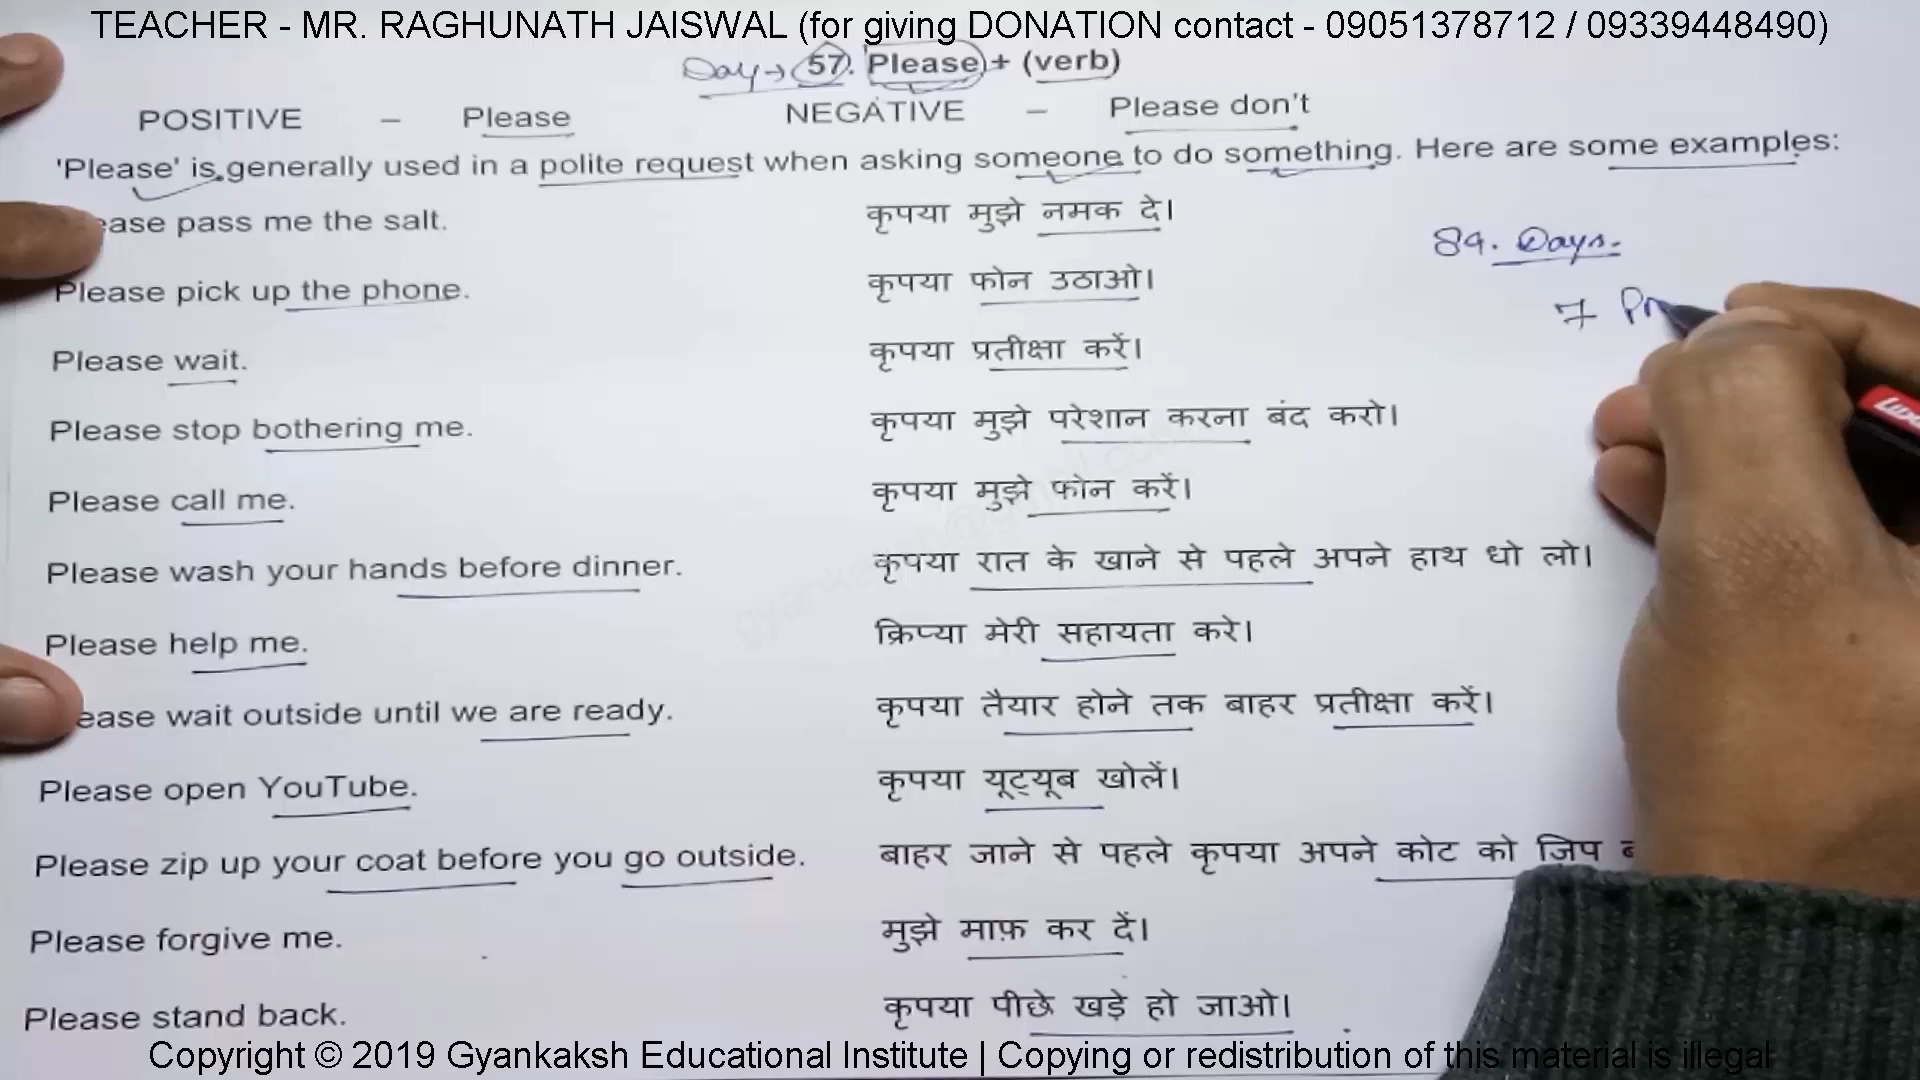 TEACHER - MR. RAGHUNATH JAISWAL (for giving DONATION contact - 09051378712 / 09339448490)
Day → 57. Please + (verb)
POSITIVE – Please NEGATIVE – Please don't
'Please' is generally used in a polite request when asking someone to do something. Here are some examples:
ease pass me the salt. कृपया मुझे नमक दे।
84. Days.
Please pick up the phone. कृपया फोन उठाओ।
7 Pr
Please wait. कृपया प्रतीक्षा करें।
Please stop bothering me. कृपया मुझे परेशान करना बंद करो।
Please call me. कृपया मुझे फोन करें।
Please wash your hands before dinner. कृपया रात के खाने से पहले अपने हाथ धो लो।
Please help me. क्रिप्या मेरी सहायता करे।
ease wait outside until we are ready. कृपया तैयार होने तक बाहर प्रतीक्षा करें।
Please open YouTube. कृपया यूट्यूब खोलें।
Please zip up your coat before you go outside. बाहर जाने से पहले कृपया अपने कोट को ज़िप
Please forgive me. मुझे माफ़ कर दें।
Please stand back. कृपया पीछे खड़े हो जाओ।
Copyright © 2019 Gyankaksh Educational Institute | Copying or redistribution of this material is illegal